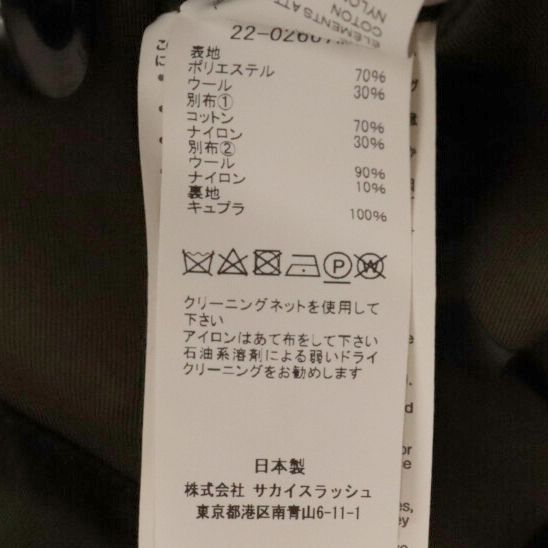 ELEMENTS ATT
COTTON
NYLON
表地
ポリエステル 70%
ウール 30%
別布①
コットン 70%
ナイロン 30%
別布②
ウール 90%
ナイロン 10%
裏地
キュプラ 100%
P
W
クリーニングネットを使用して
下さい
アイロンはあて布をして下さい
石油系溶剤による弱いドライ
クリーニングをお勧めします
日本製
株式会社 サカイスラッシュ
東京都港区南青山6-11-1